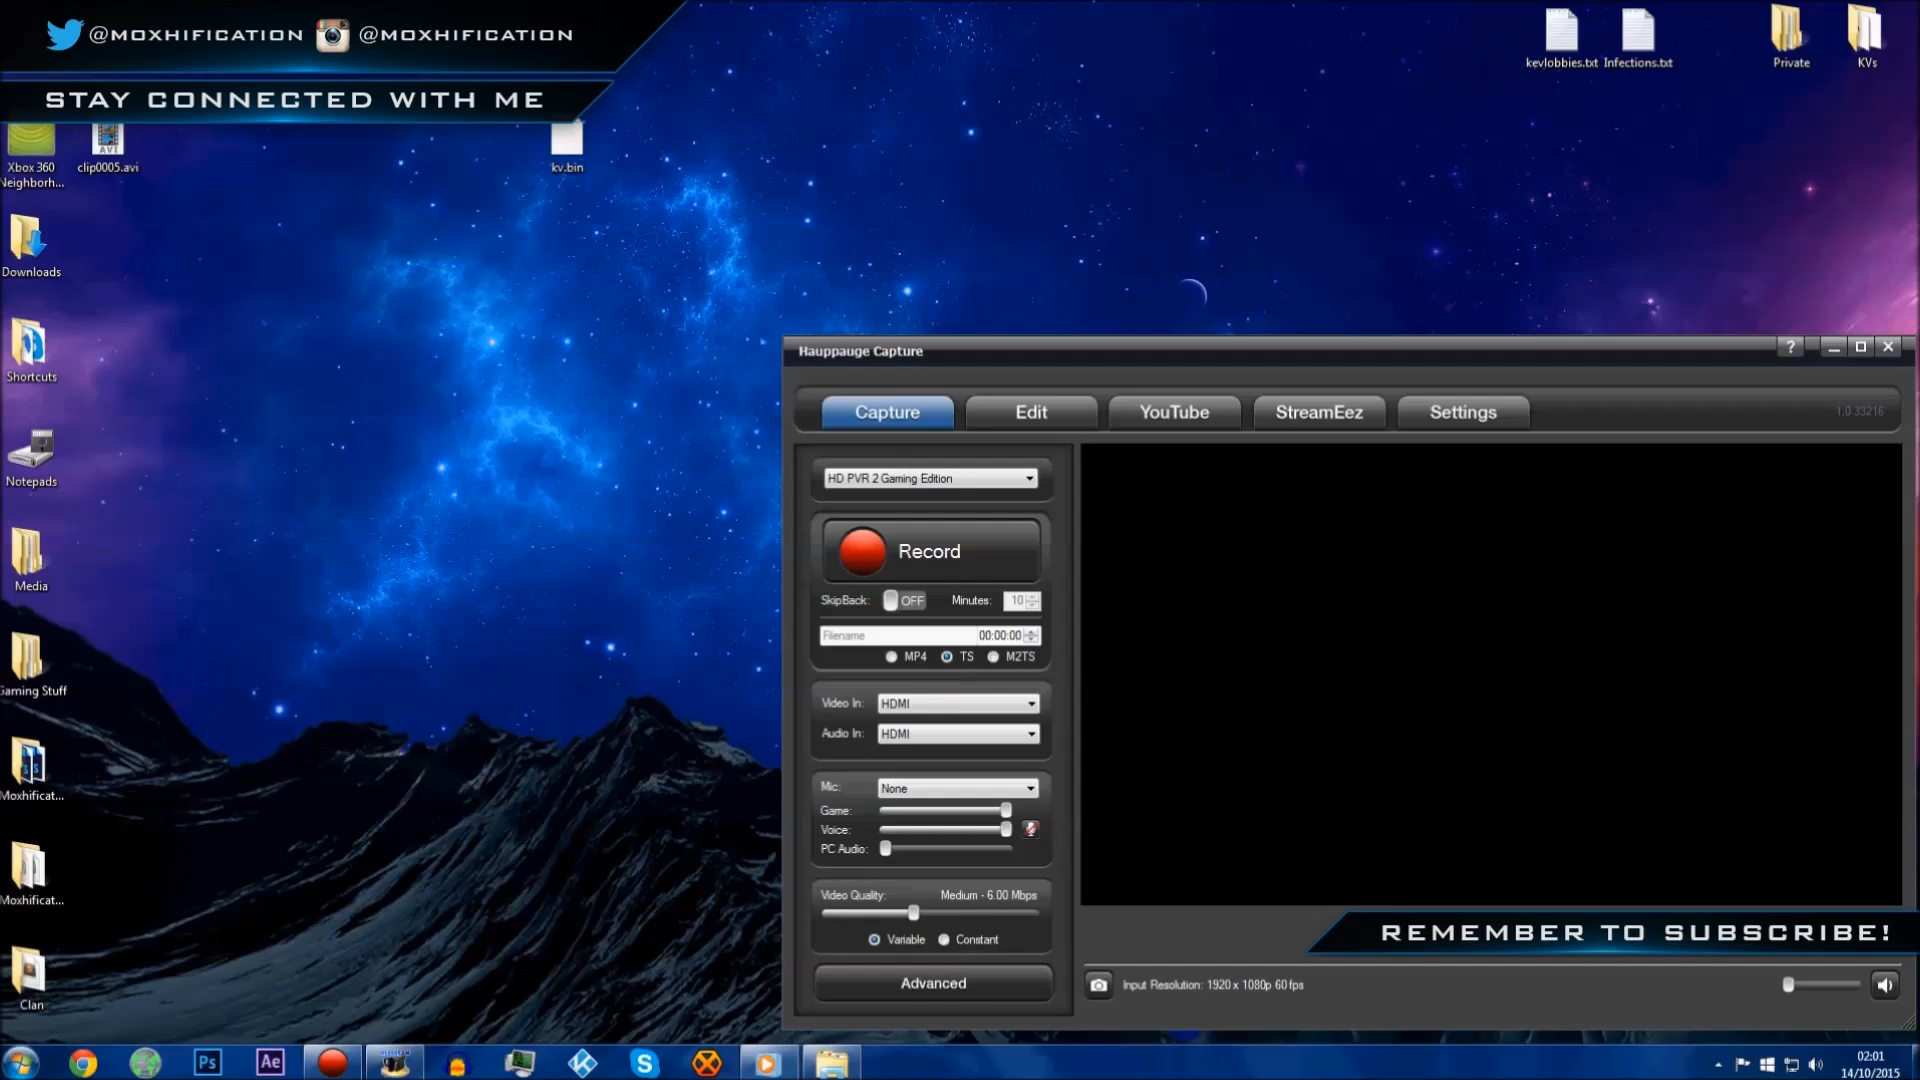 @MOXHIFICATION @MOXHIFICATION
STAY CONNECTED WITH ME
kevlobbies.txt Infections.txt Private KVs
Xbox 360 Neighborh...
clip0005.avi
kv.bin
Downloads
Shortcuts
Notepads
Media
Gaming Stuff
Moxhificat...
Moxhificat...
Clan
Hauppauge Capture
?
Capture Edit YouTube StreamEez Settings
1.0.33216
HD PVR 2 Gaming Edition
Record
SkipBack: OFF Minutes: 10
Filename 00:00:00
MP4 TS M2TS
Video In: HDMI
Audio In: HDMI
Mic: None
Game:
Voice:
PC Audio:
Video Quality: Medium - 6.00 Mbps
Variable Constant
Advanced
REMEMBER TO SUBSCRIBE!
Input Resolution: 1920 x 1080p 60 fps
Ps Ae
02:01
14/10/2015